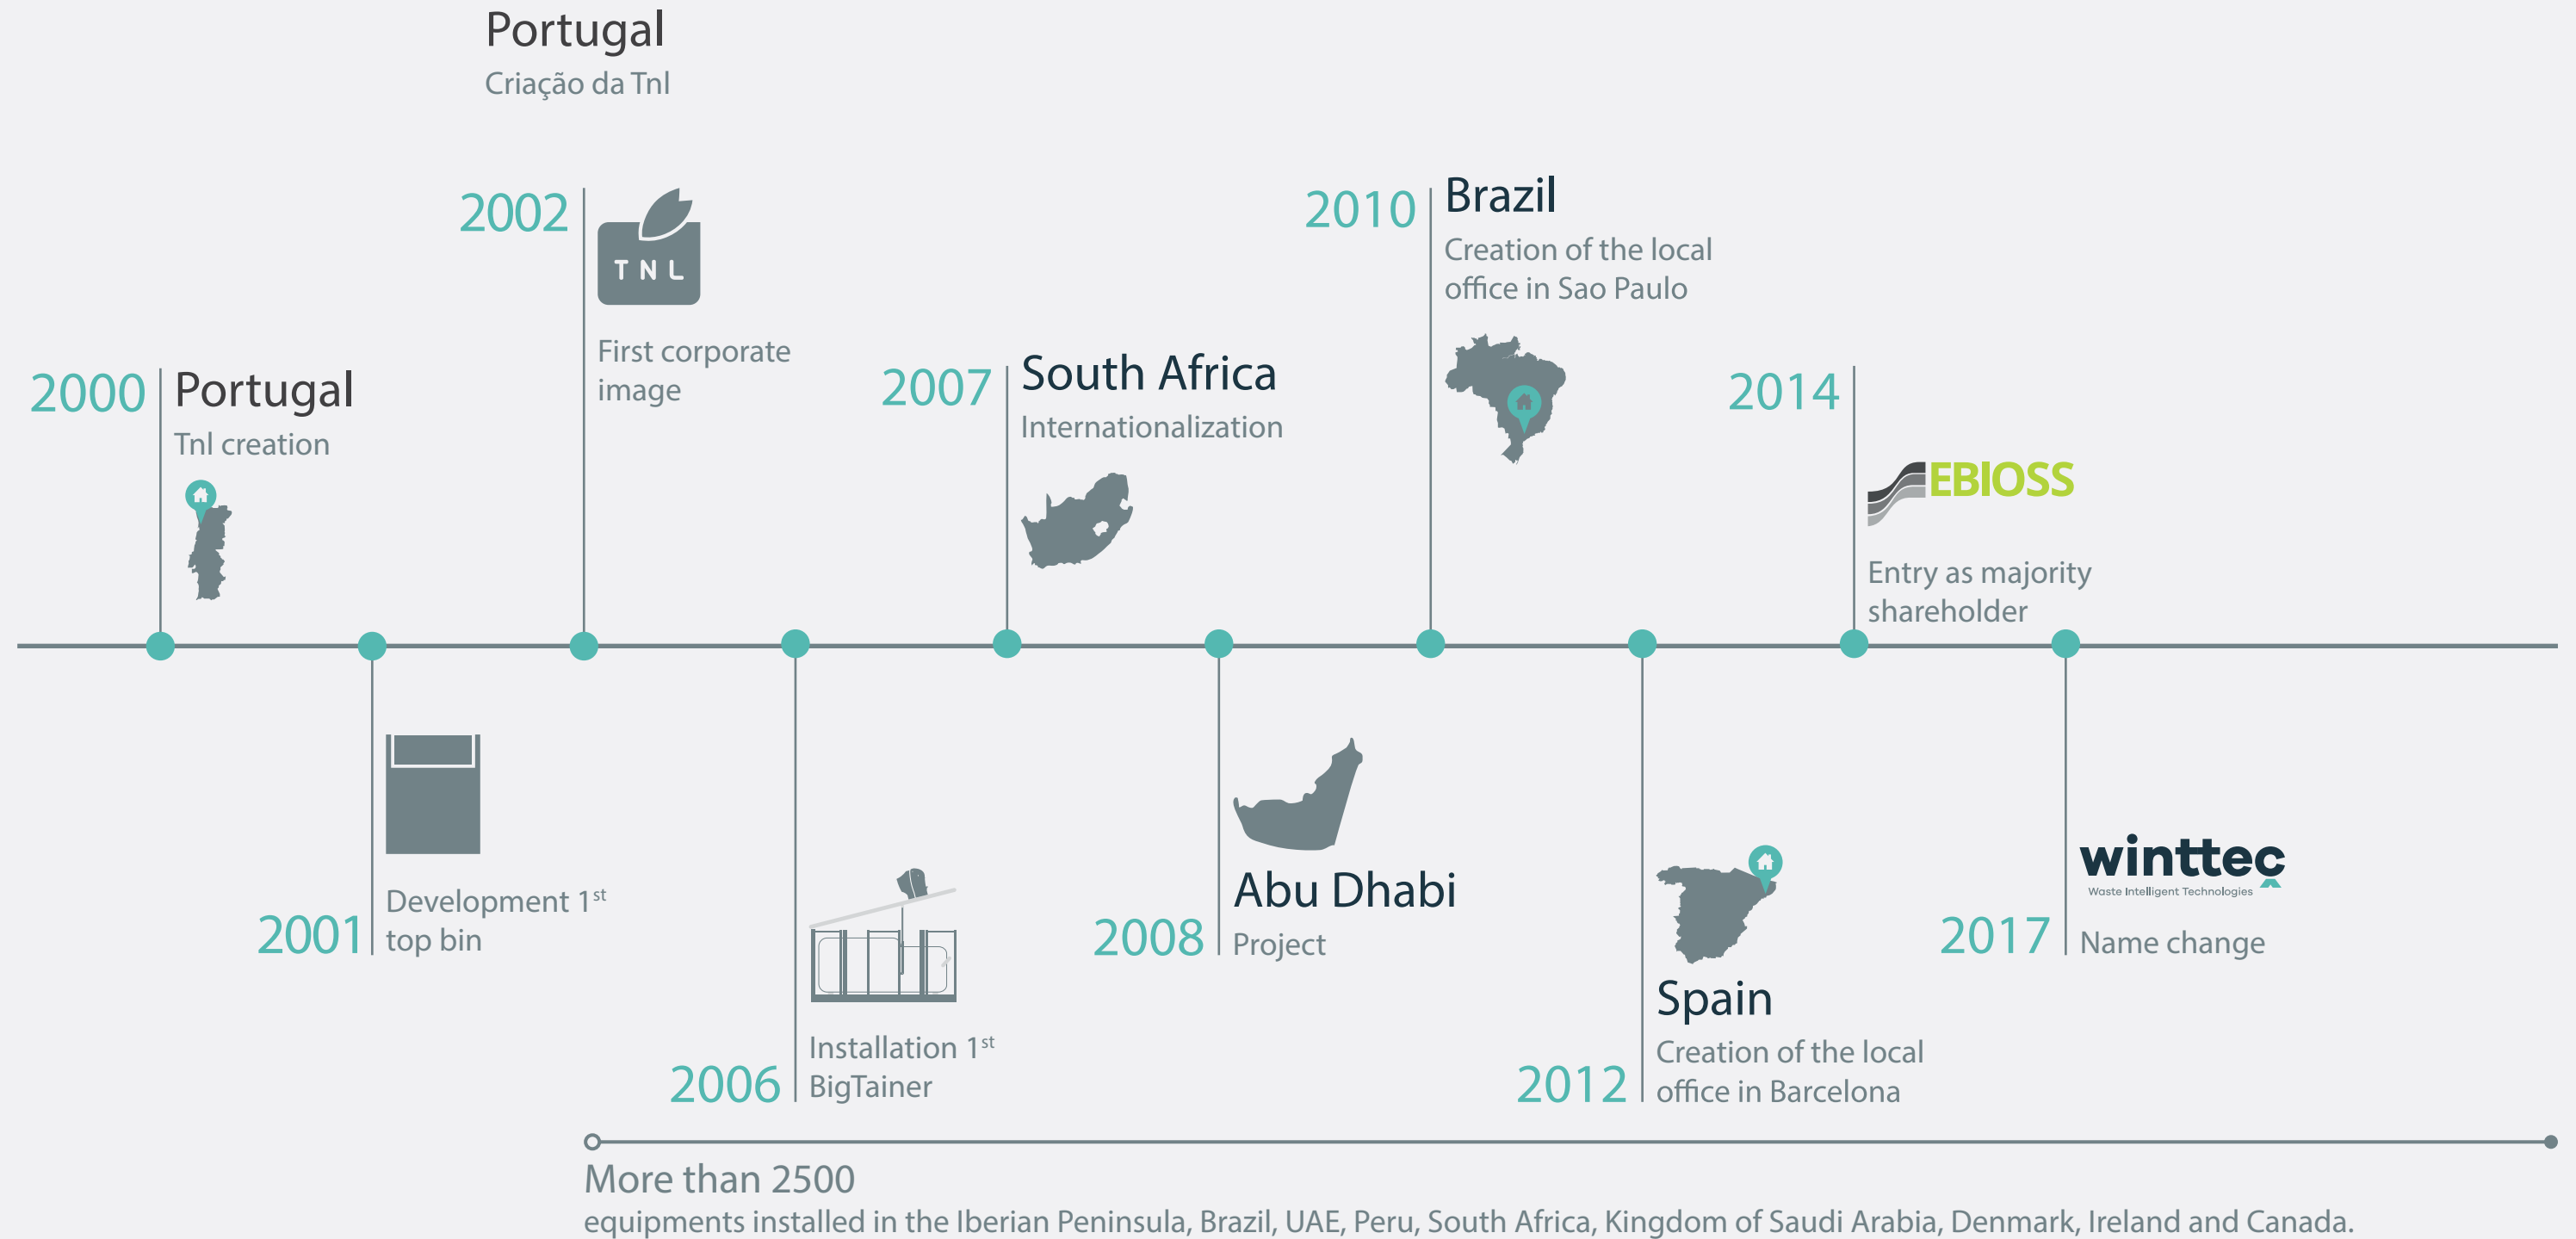 Portugal
Criação da Tnl
2000
Portugal
Tnl creation
2001
Development 1st
top bin
2002
TNL
First corporate
image
2006
Installation 1st
BigTainer
2007
South Africa
Internationalization
2008
Abu Dhabi
Project
2010
Brazil
Creation of the local
office in Sao Paulo
2012
Spain
Creation of the local
office in Barcelona
2014
EBIOSS
Entry as majority
shareholder
2017
winttec
Waste Intelligent Technologies
Name change
More than 2500
equipments installed in the Iberian Peninsula, Brazil, UAE, Peru, South Africa, Kingdom of Saudi Arabia, Denmark, Ireland and Canada.